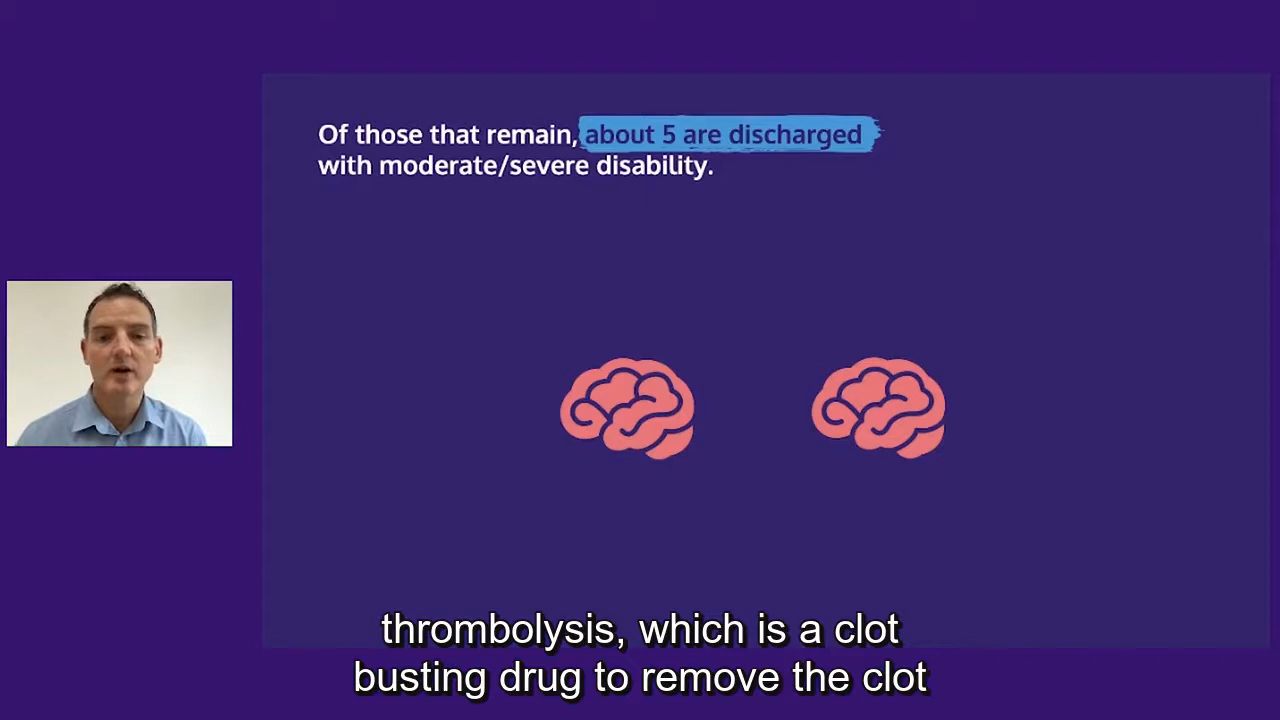 Of those that remain, about 5 are discharged
with moderate/severe disability.
thrombolysis, which is a clot
busting drug to remove the clot